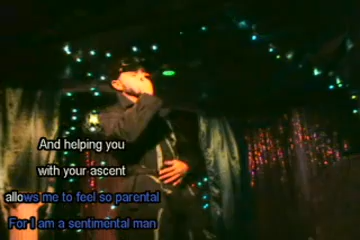 And helping you
with your ascent
allows me to feel so parental
For I am a sentimental man